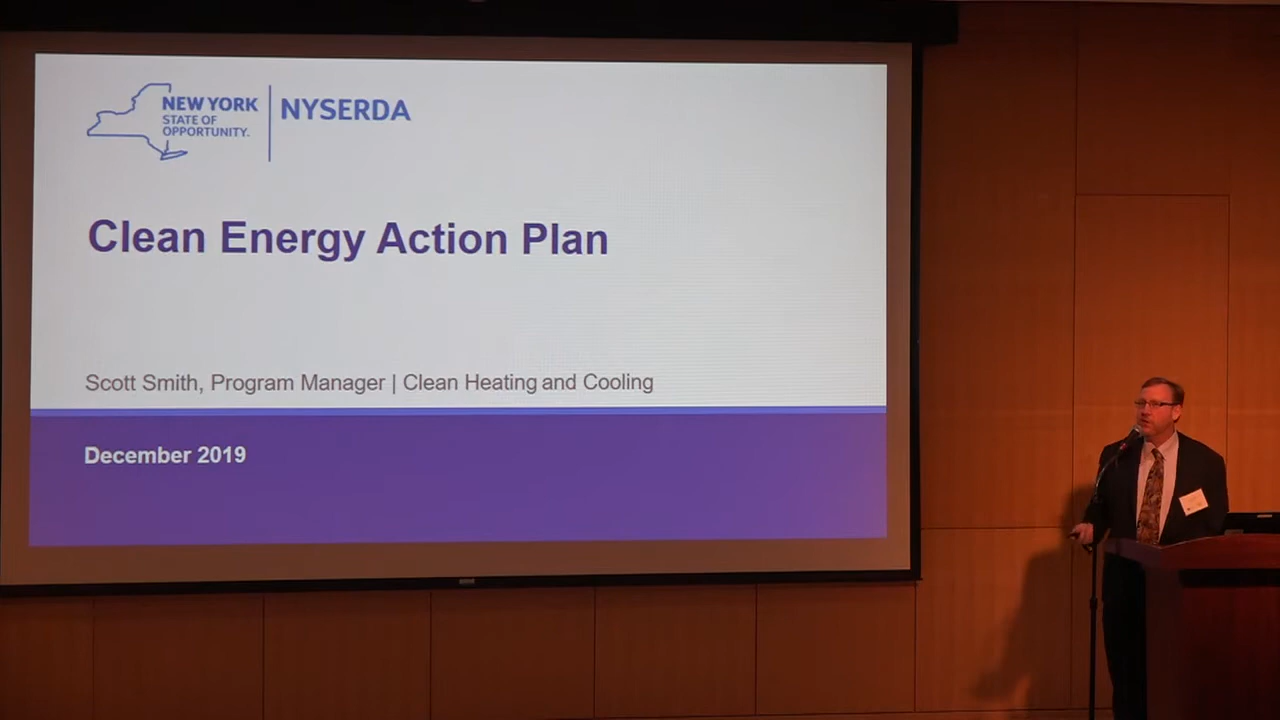 NEW YORK
STATE OF
OPPORTUNITY.
NYSERDA
Clean Energy Action Plan
Scott Smith, Program Manager | Clean Heating and Cooling
December 2019